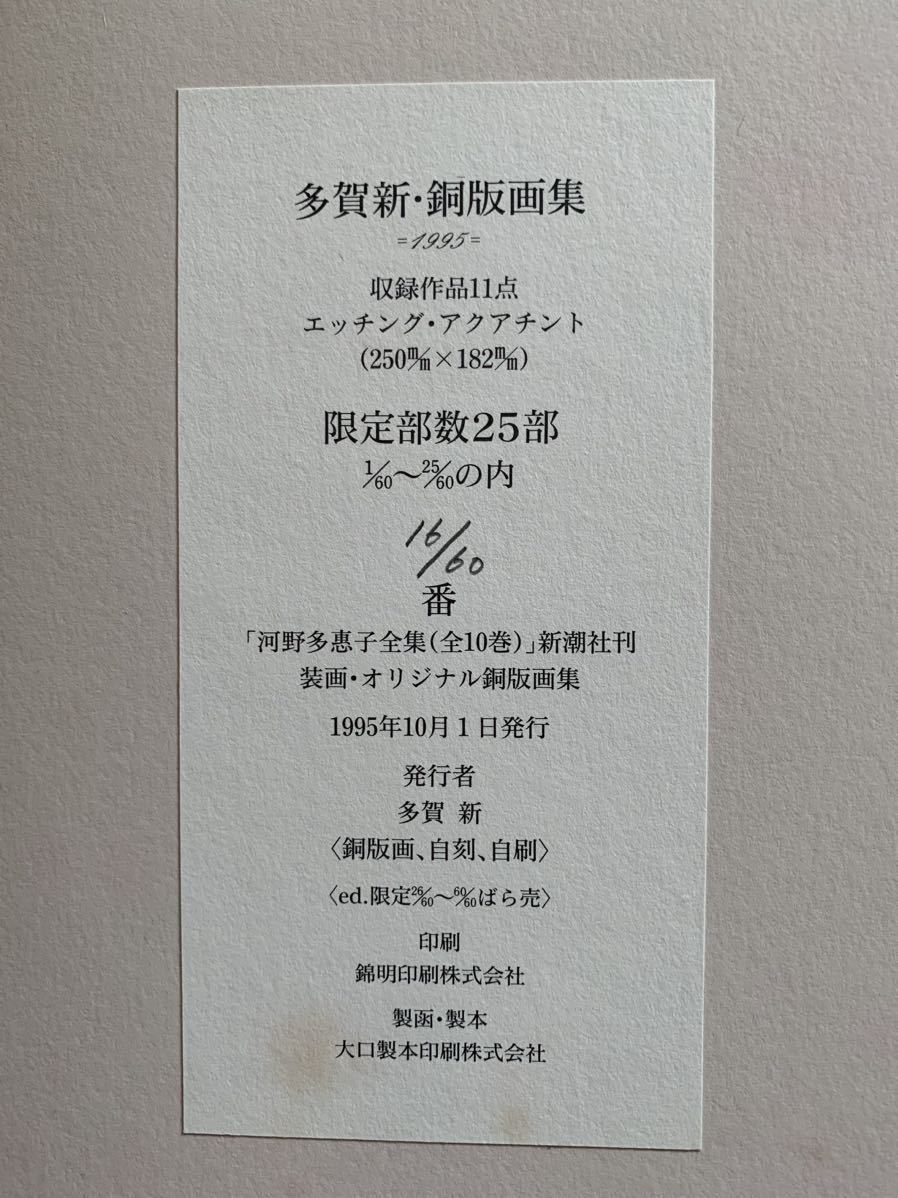 多賀新・銅版画集
=1995=
収録作品11点
エッチング・アクアチント
(250㎜×182㎜)
限定部数25部
1/60〜25/60の内
16/60
番
「河野多惠子全集(全10巻)」新潮社刊
装画・オリジナル銅版画集
1995年10月1日発行
発行者
多賀 新
〈銅版画、自刻、自刷〉
〈ed.限定26/60〜60/60ばら売〉
印刷
錦明印刷株式会社
製函・製本
大口製本印刷株式会社